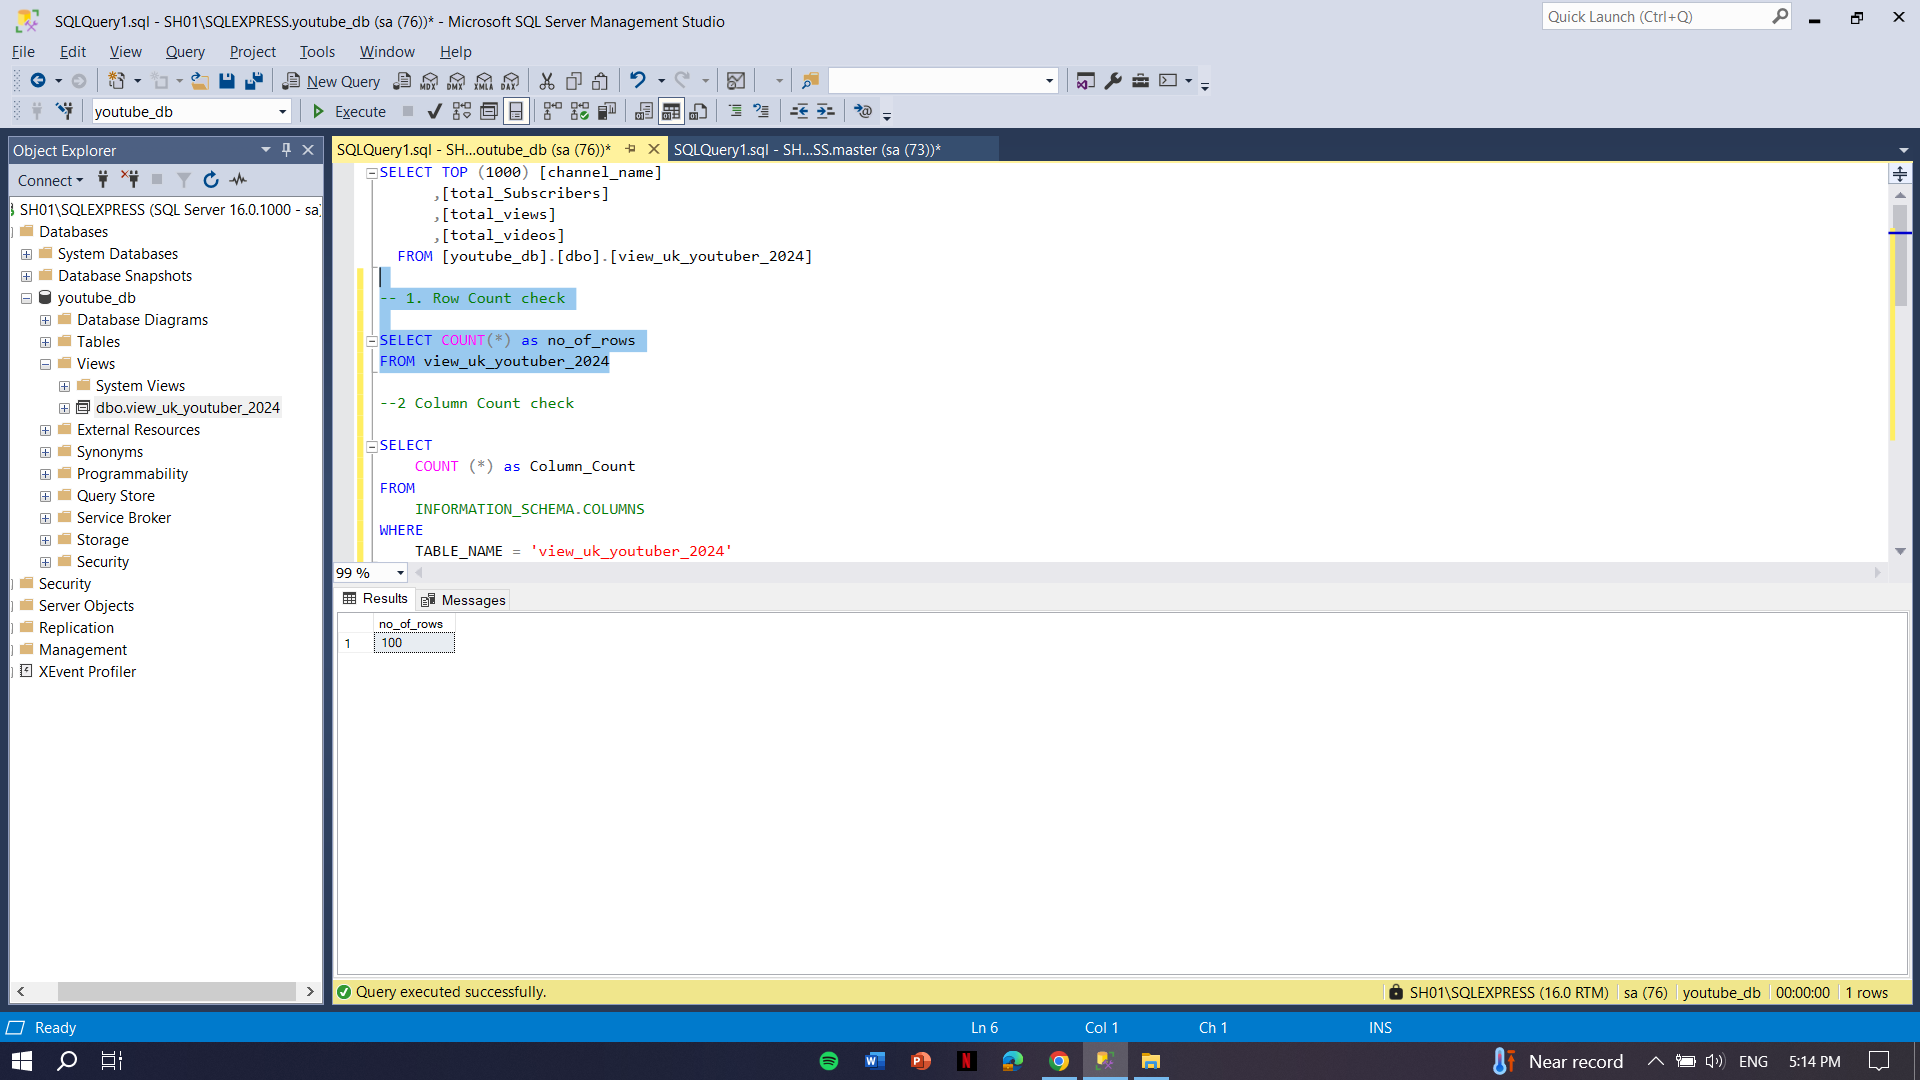 SQLQuery1.sql - SH01\SQLEXPRESS.youtube_db (sa (76))* - Microsoft SQL Server Management Studio
Quick Launch (Ctrl+Q)
File Edit View Query Project Tools Window Help
New Query MDX DMX XMLA DAX
youtube_db Execute
Object Explorer
Connect
SH01\SQLEXPRESS (SQL Server 16.0.1000 - sa)
Databases
System Databases
Database Snapshots
youtube_db
Database Diagrams
Tables
Views
System Views
dbo.view_uk_youtuber_2024
External Resources
Synonyms
Programmability
Query Store
Service Broker
Storage
Security
Security
Server Objects
Replication
Management
XEvent Profiler
SQLQuery1.sql - SH...outube_db (sa (76))* SQLQuery1.sql - SH...SS.master (sa (73))*
SELECT TOP (1000) [channel_name]
,[total_Subscribers]
,[total_views]
,[total_videos]
FROM [youtube_db].[dbo].[view_uk_youtuber_2024]
-- 1. Row Count check
SELECT COUNT(*) as no_of_rows
FROM view_uk_youtuber_2024
--2 Column Count check
SELECT
COUNT (*) as Column_Count
FROM
INFORMATION_SCHEMA.COLUMNS
WHERE
TABLE_NAME = 'view_uk_youtuber_2024'
99 %
Results Messages
no_of_rows
1 100
Query executed successfully. SH01\SQLEXPRESS (16.0 RTM) sa (76) youtube_db 00:00:00 1 rows
Ready Ln 6 Col 1 Ch 1 INS
Near record ENG 5:14 PM